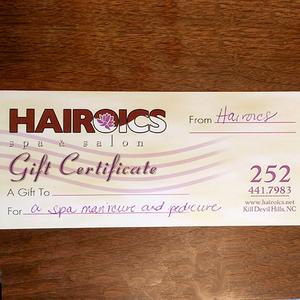 HAIROICS
spa & salon
From Hairoics
Gift Certificate
A Gift To
For a spa manicure and pedicure
252
441.7983
www.hairoics.net
Kill Devil Hills, NC